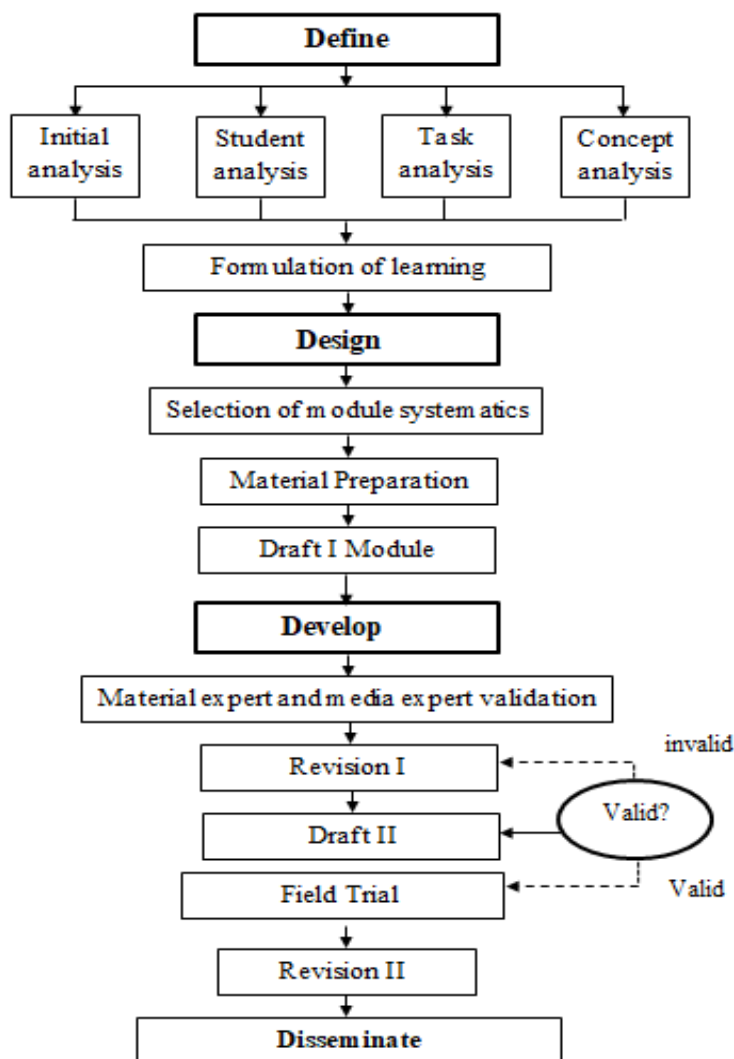 Define
Initial
analysis
Student
analysis
Task
analysis
Concept
analysis
Formulation of learning
Design
Selection of module systematics
Material Preparation
Draft I Module
Develop
Material expert and media expert validation
invalid
Revision I
Valid?
Draft II
Valid
Field Trial
Revision II
Disseminate